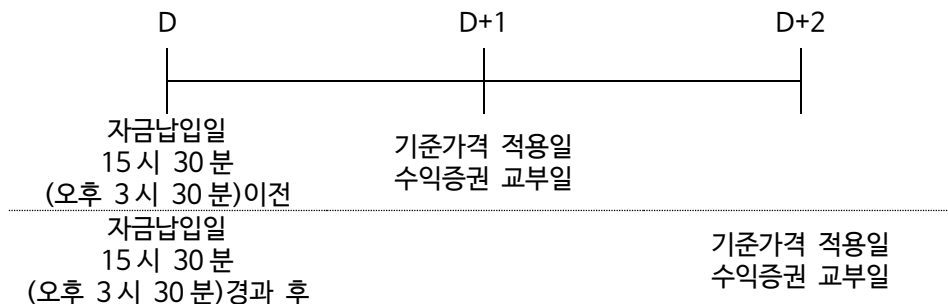 D D+1 D+2
자금납입일
15시 30분
(오후 3시 30분)이전
기준가격 적용일
수익증권 교부일
자금납입일
15시 30분
(오후 3시 30분)경과 후
기준가격 적용일
수익증권 교부일